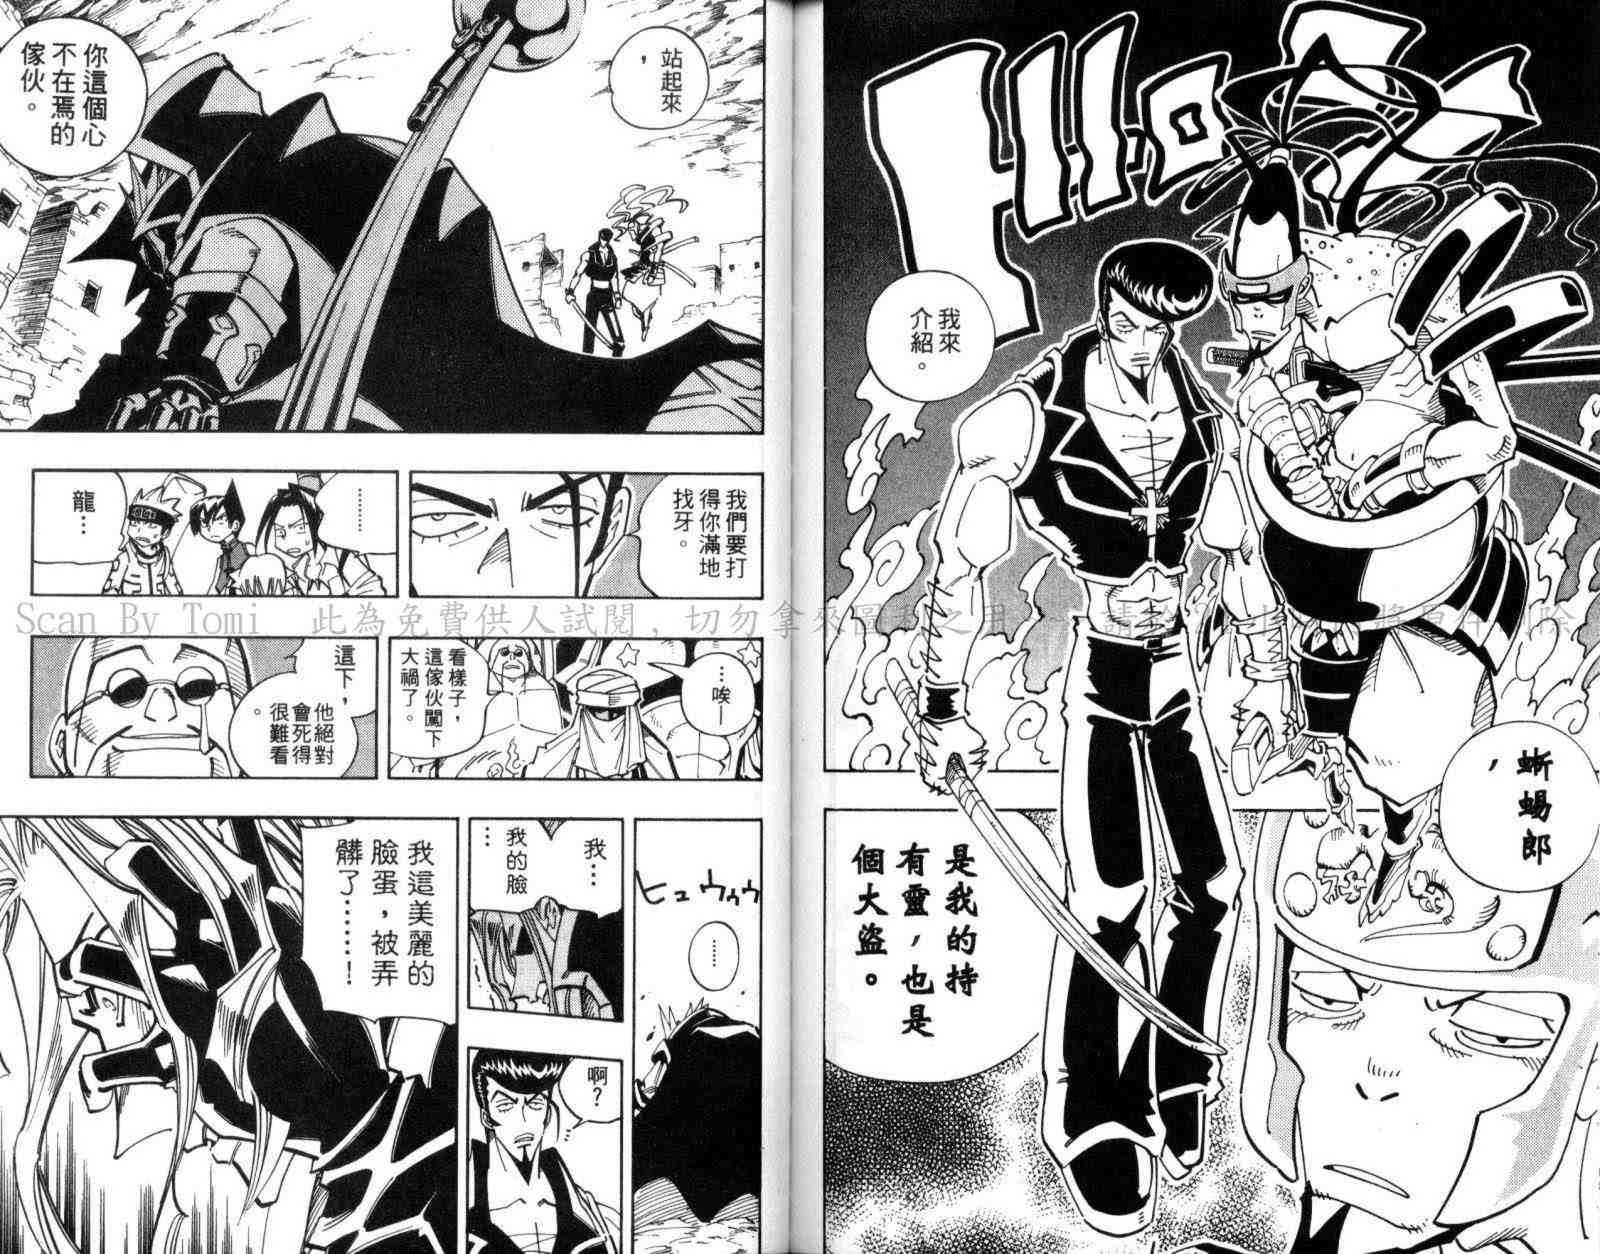 我來
介紹。
蜥蜴郎
，
是我的持
有靈，也是
個大盜。
站起來
，
你這個心
不在焉的
傢伙。
我們要打
得你滿地
找牙。
………
龍…
…唉—
看樣子，
這傢伙闖下
大禍了。
這下，
他絕對
會死得
很難看
。
ヒュウゥゥ
……
我…
我的臉
…
啊？
我這美麗的
臉蛋，被弄
髒了……！
Scan By Tomi 此為免費供人試閱，切勿拿來圖利之用